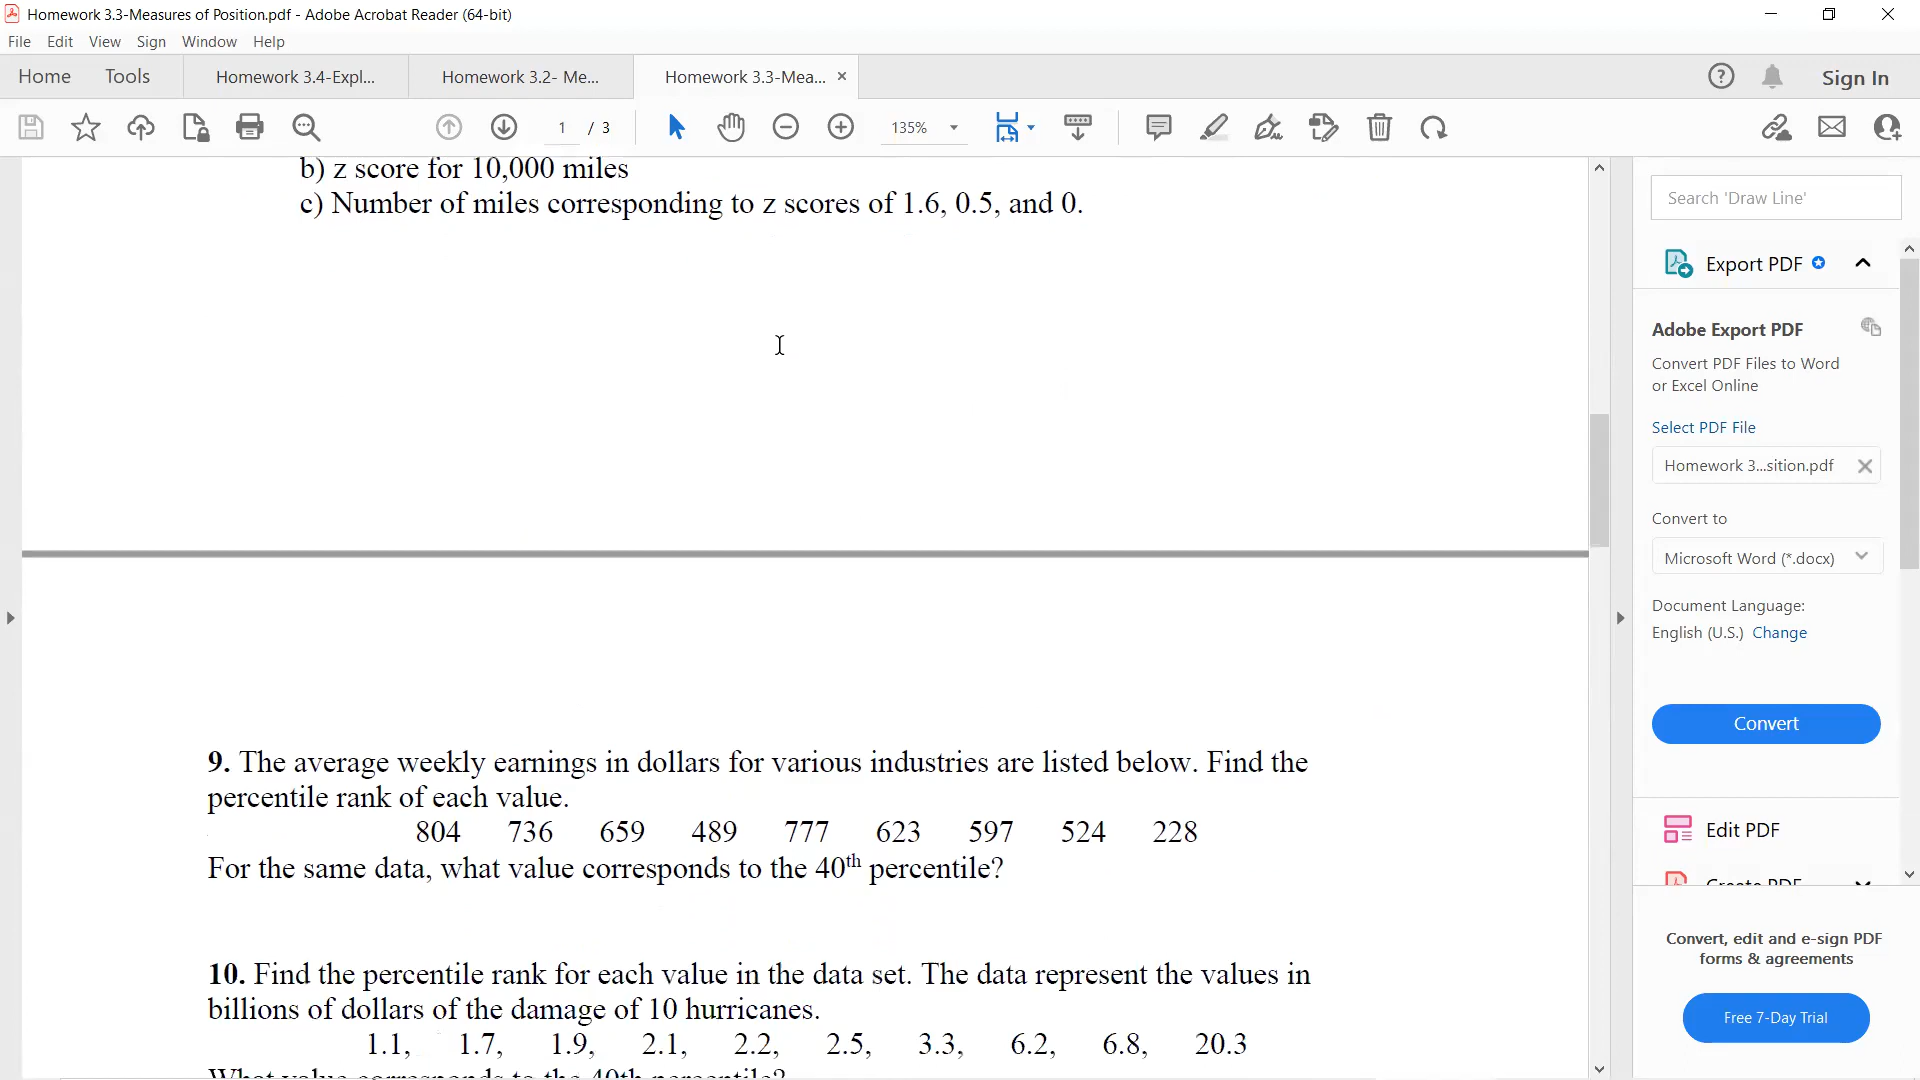 Homework 3.3-Measures of Position.pdf - Adobe Acrobat Reader (64-bit)
File Edit View Sign Window Help
Home Tools Homework 3.4-Expl... Homework 3.2- Me... Homework 3.3-Mea... × Sign In
1 / 3 135%
b) z score for 10,000 miles
c) Number of miles corresponding to z scores of 1.6, 0.5, and 0.
9. The average weekly earnings in dollars for various industries are listed below. Find the
percentile rank of each value.
804 736 659 489 777 623 597 524 228
For the same data, what value corresponds to the 40th percentile?
10. Find the percentile rank for each value in the data set. The data represent the values in
billions of dollars of the damage of 10 hurricanes.
1.1, 1.7, 1.9, 2.1, 2.2, 2.5, 3.3, 6.2, 6.8, 20.3
What value corresponds to the 40th percentile?
Search 'Draw Line'
Export PDF
Adobe Export PDF
Convert PDF Files to Word
or Excel Online
Select PDF File
Homework 3...sition.pdf
Convert to
Microsoft Word (*.docx)
Document Language:
English (U.S.) Change
Convert
Edit PDF
Create PDF
Convert, edit and e-sign PDF
forms & agreements
Free 7-Day Trial